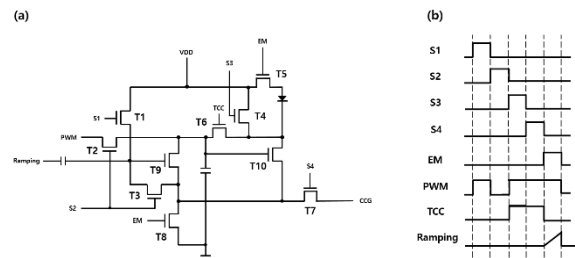 (a)
(b)
EM
VDD
S3
T5
S1
T1
TCC
T4
T6
PWM
T2
T9
T10
Ramping
S4
T3
T7
CCG
S2
EM
T8
S1
S2
S3
S4
EM
PWM
TCC
Ramping